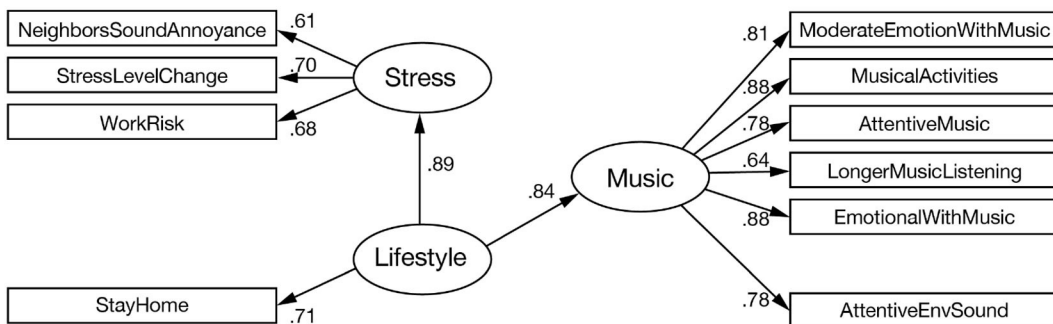 NeighborsSoundAnnoyance
.61
StressLevelChange
.70
WorkRisk
.68
Stress
.89
Lifestyle
.84
StayHome
.71
Music
.81
ModerateEmotionWithMusic
.88
MusicalActivities
.78
AttentiveMusic
.64
LongerMusicListening
.88
EmotionalWithMusic
.78
AttentiveEnvSound